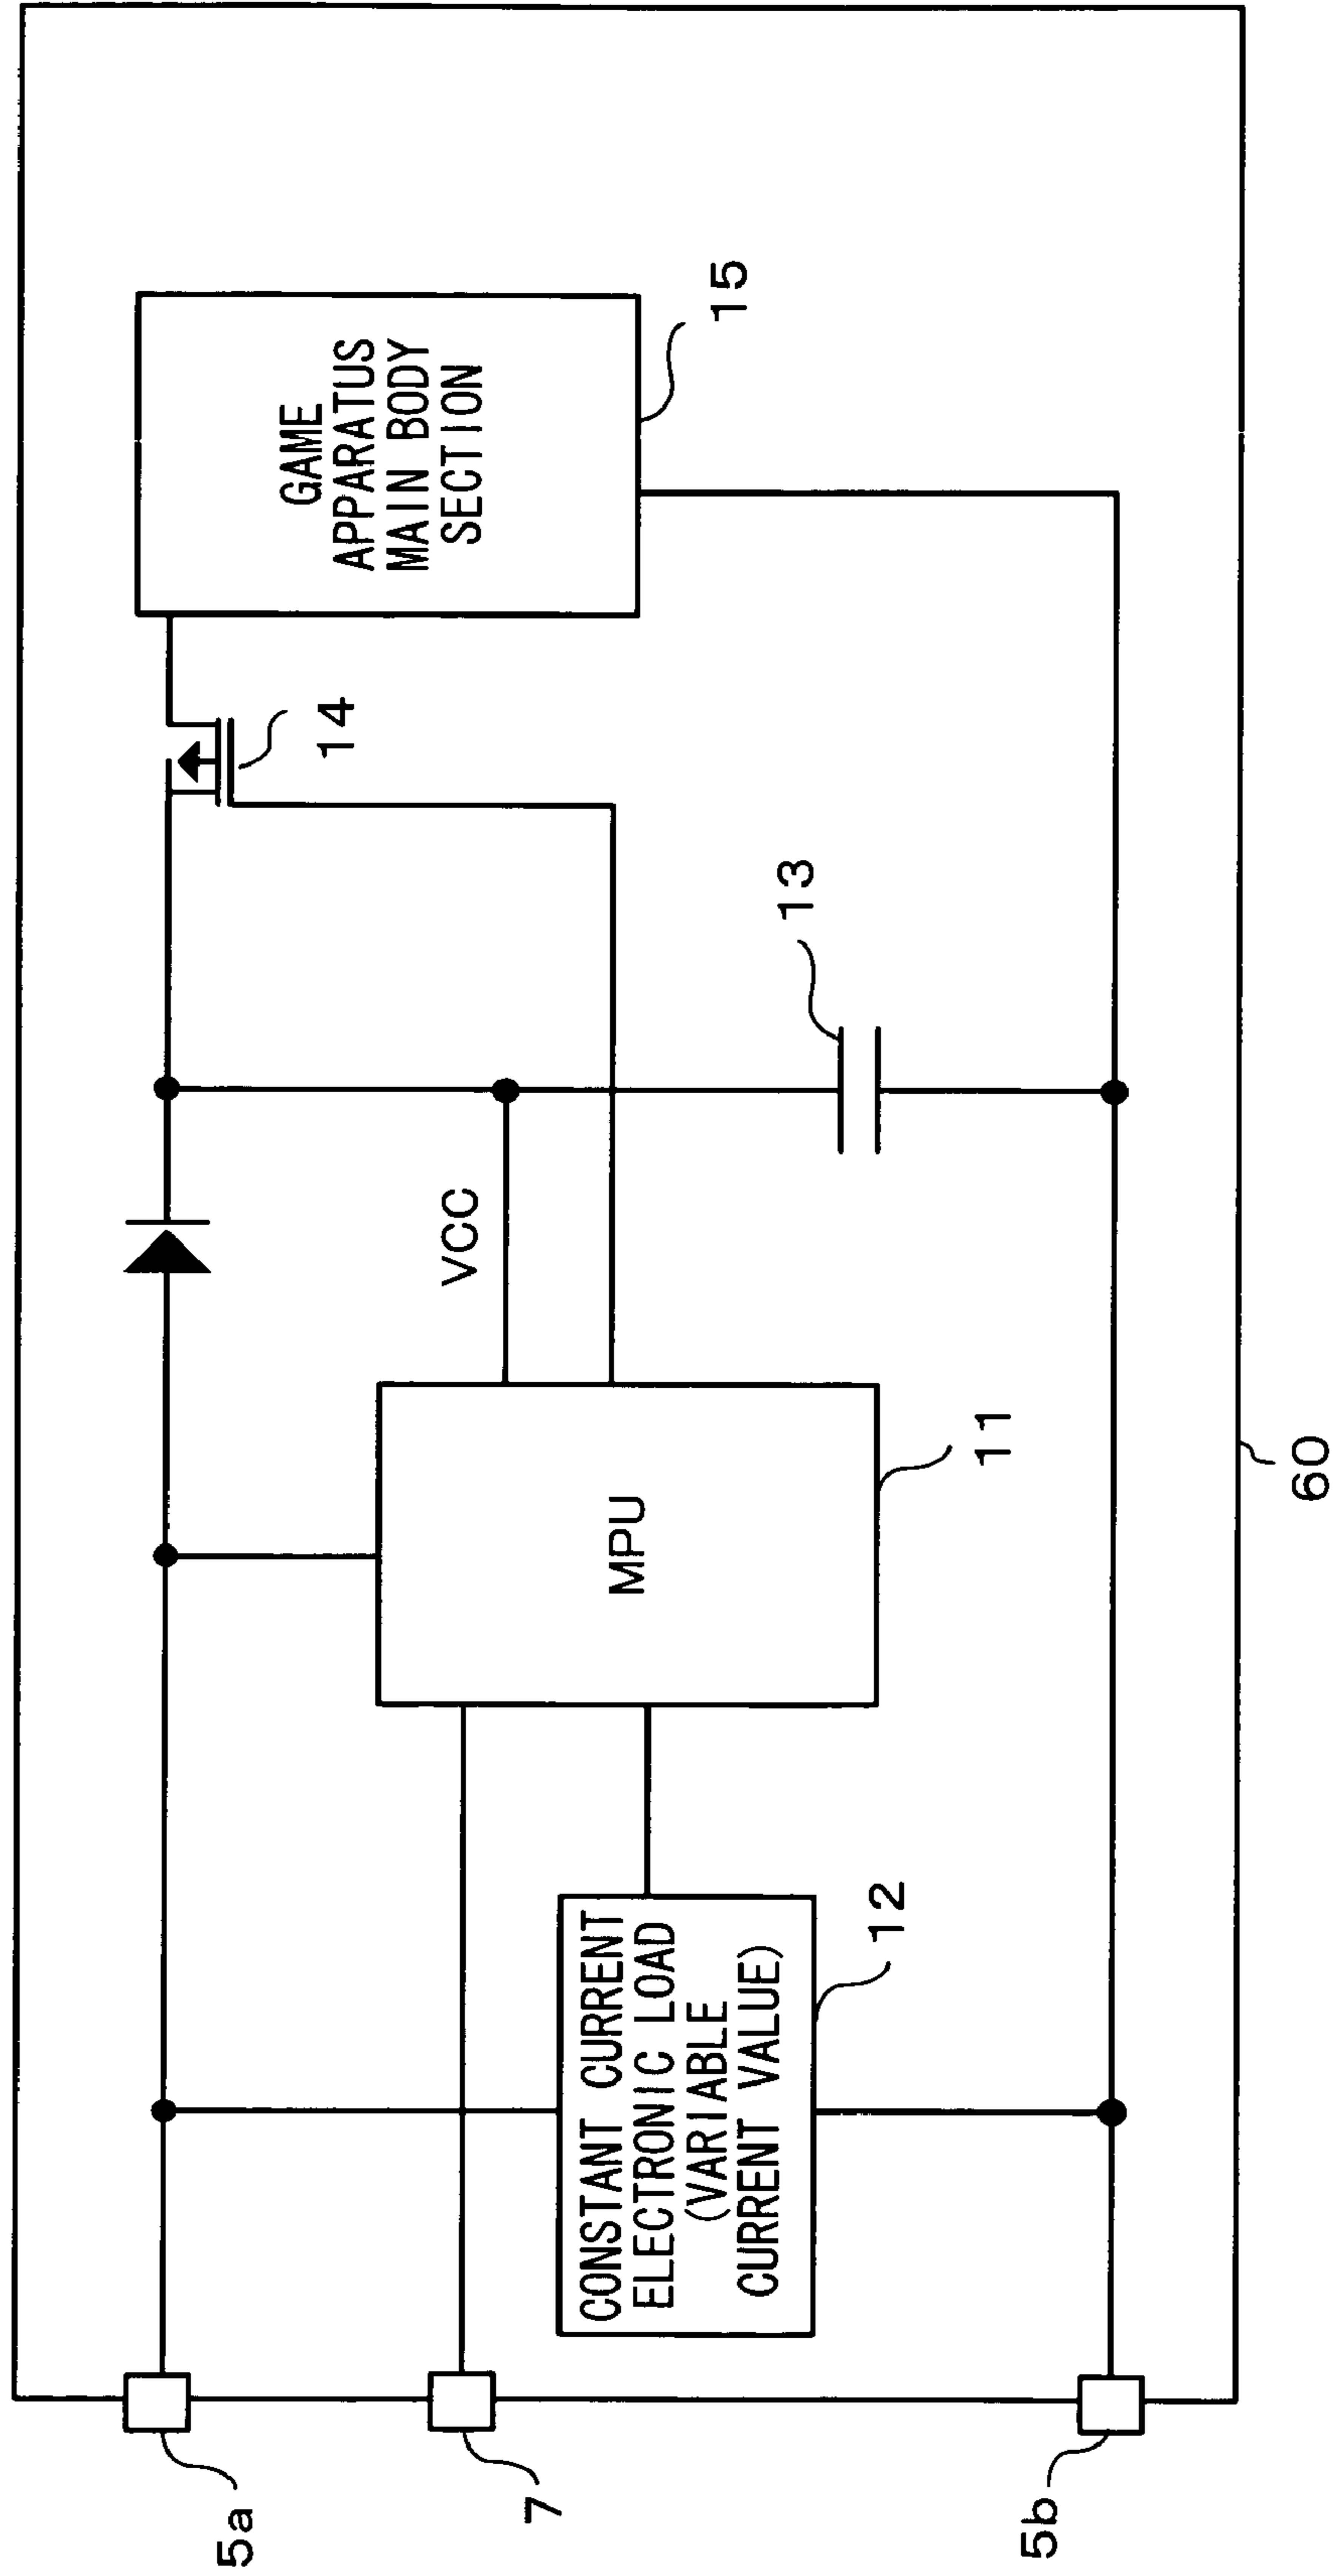 5a
7
5b
CONSTANT CURRENT
ELECTRONIC LOAD
(VARIABLE
CURRENT VALUE)
12
MPU
11
VCC
13
14
GAME
APPARATUS
MAIN BODY
SECTION
15
60